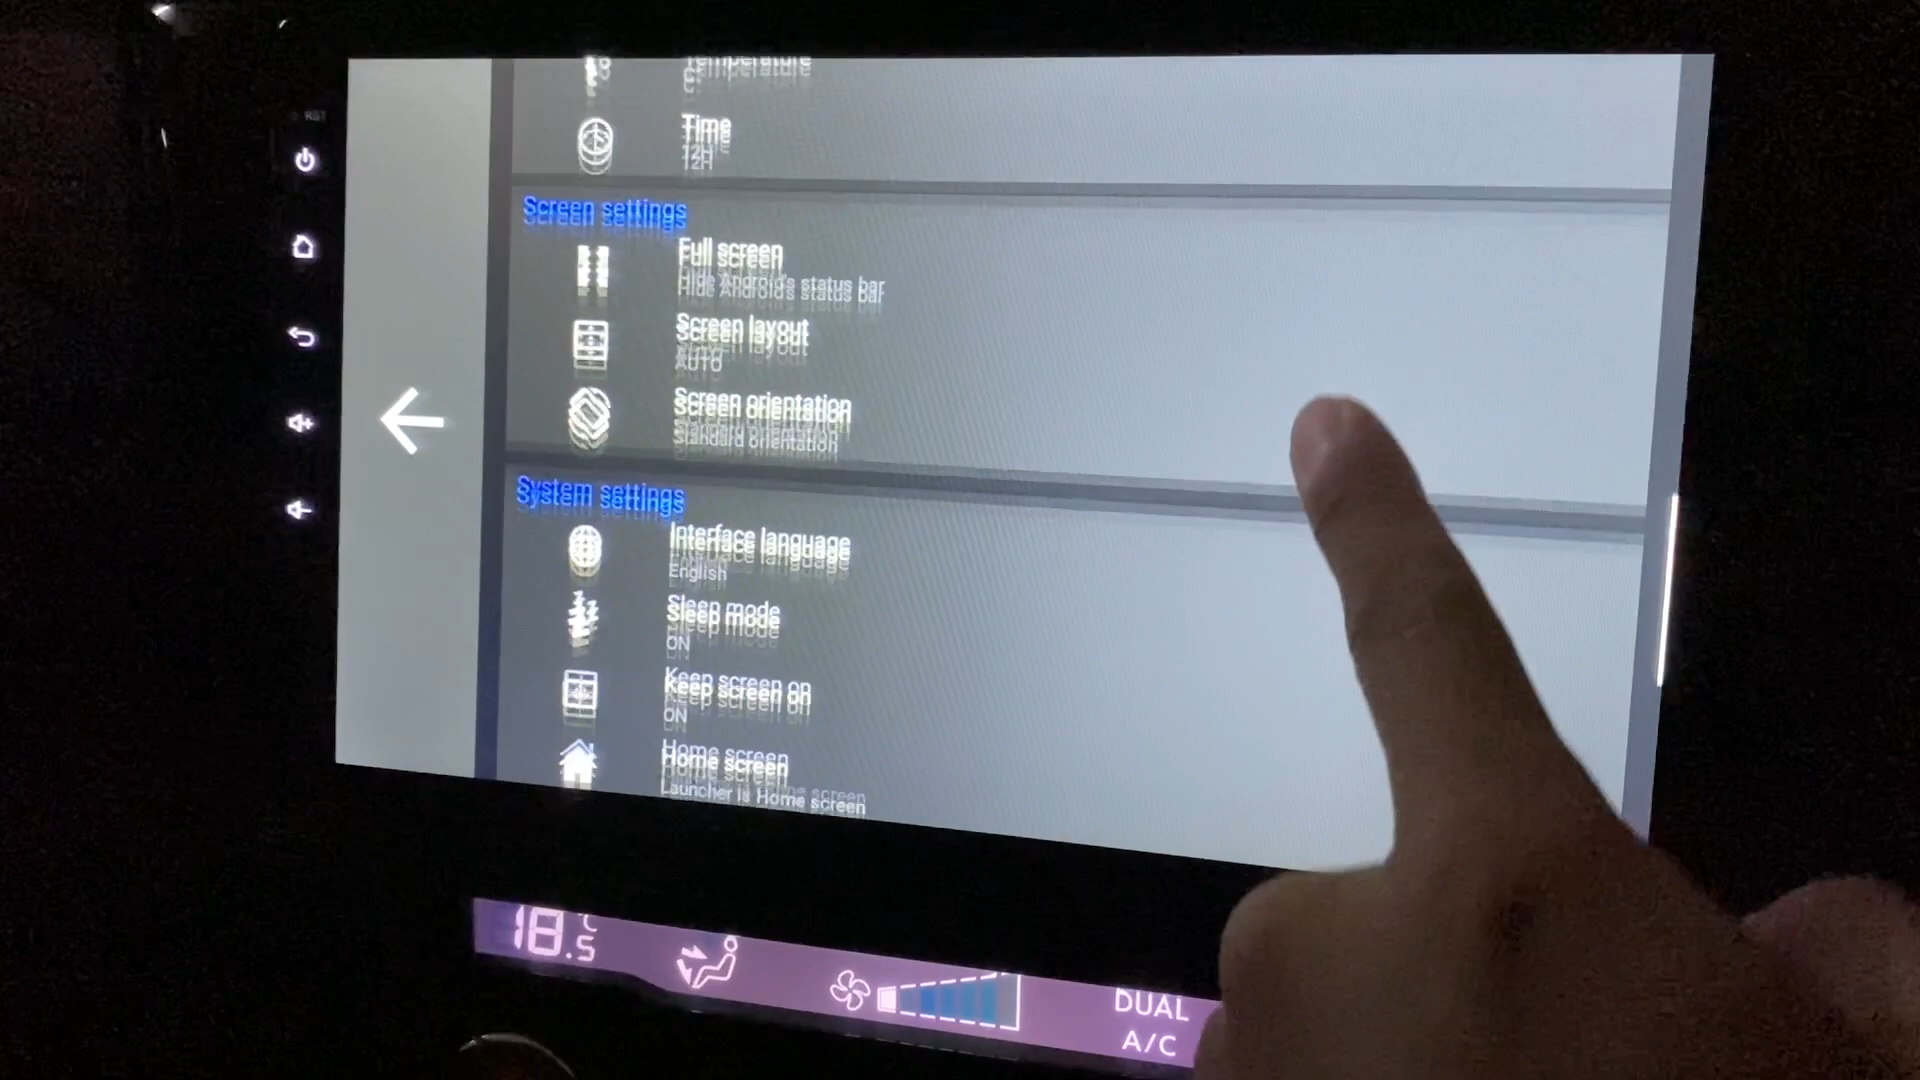 RST
Temperature
C
Time
12H
Screen settings
Full screen
Hide Android's status bar
Screen layout
AUTO
Screen orientation
Standard orientation
System settings
Interface language
English
Sleep mode
ON
Keep screen on
ON
Home screen
Launcher is Home screen
18.5 °C
DUAL
A/C